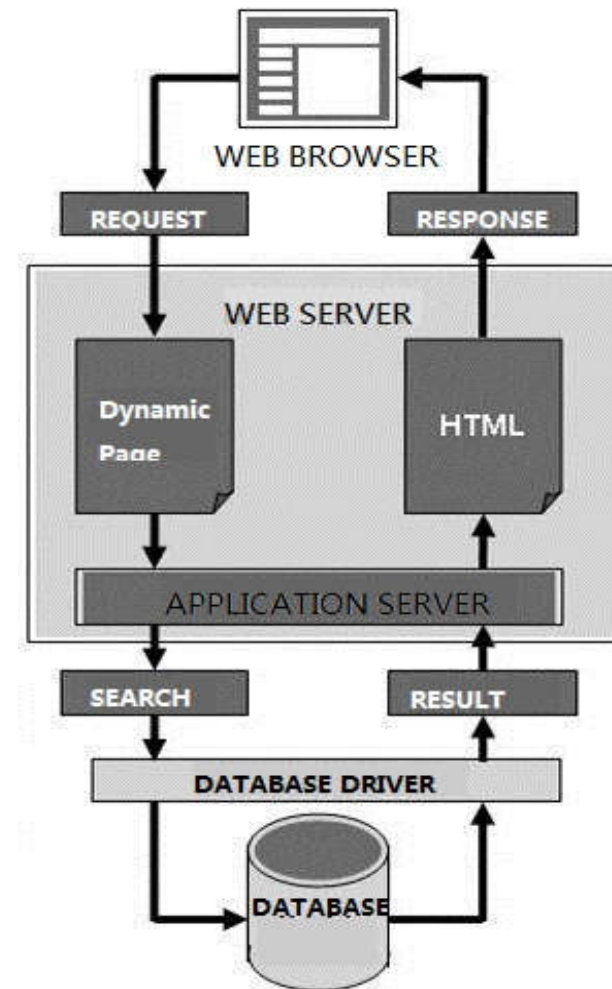 WEB BROWSER
REQUEST
RESPONSE
WEB SERVER
Dynamic
Page
HTML
APPLICATION SERVER
SEARCH
RESULT
DATABASE DRIVER
DATABASE